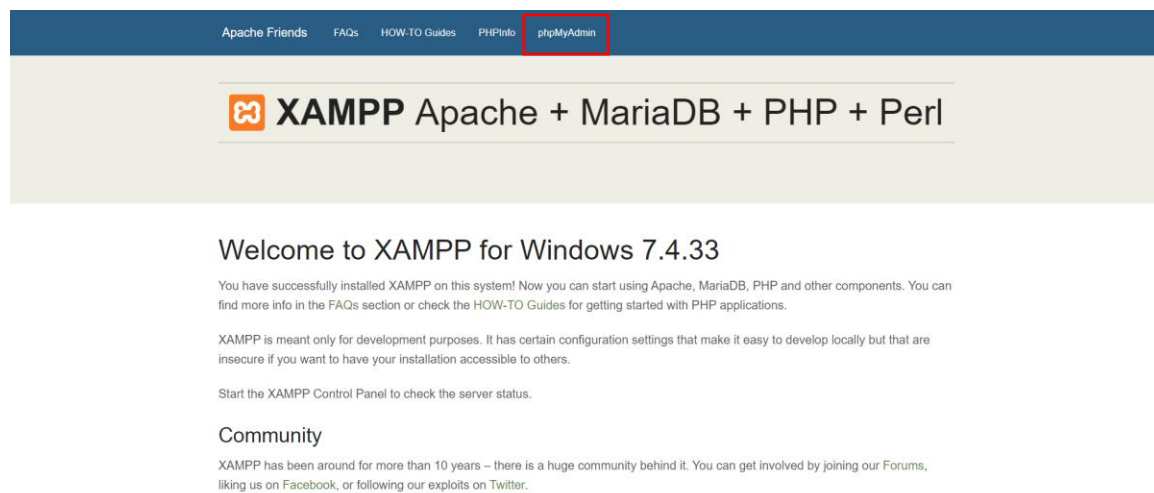 Apache Friends FAQs HOW-TO Guides PHPInfo phpMyAdmin
XAMPP Apache + MariaDB + PHP + Perl
Welcome to XAMPP for Windows 7.4.33
You have successfully installed XAMPP on this system! Now you can start using Apache, MariaDB, PHP and other components. You can
find more info in the FAQs section or check the HOW-TO Guides for getting started with PHP applications.
XAMPP is meant only for development purposes. It has certain configuration settings that make it easy to develop locally but that are
insecure if you want to have your installation accessible to others.
Start the XAMPP Control Panel to check the server status.
Community
XAMPP has been around for more than 10 years – there is a huge community behind it. You can get involved by joining our Forums,
liking us on Facebook, or following our exploits on Twitter.